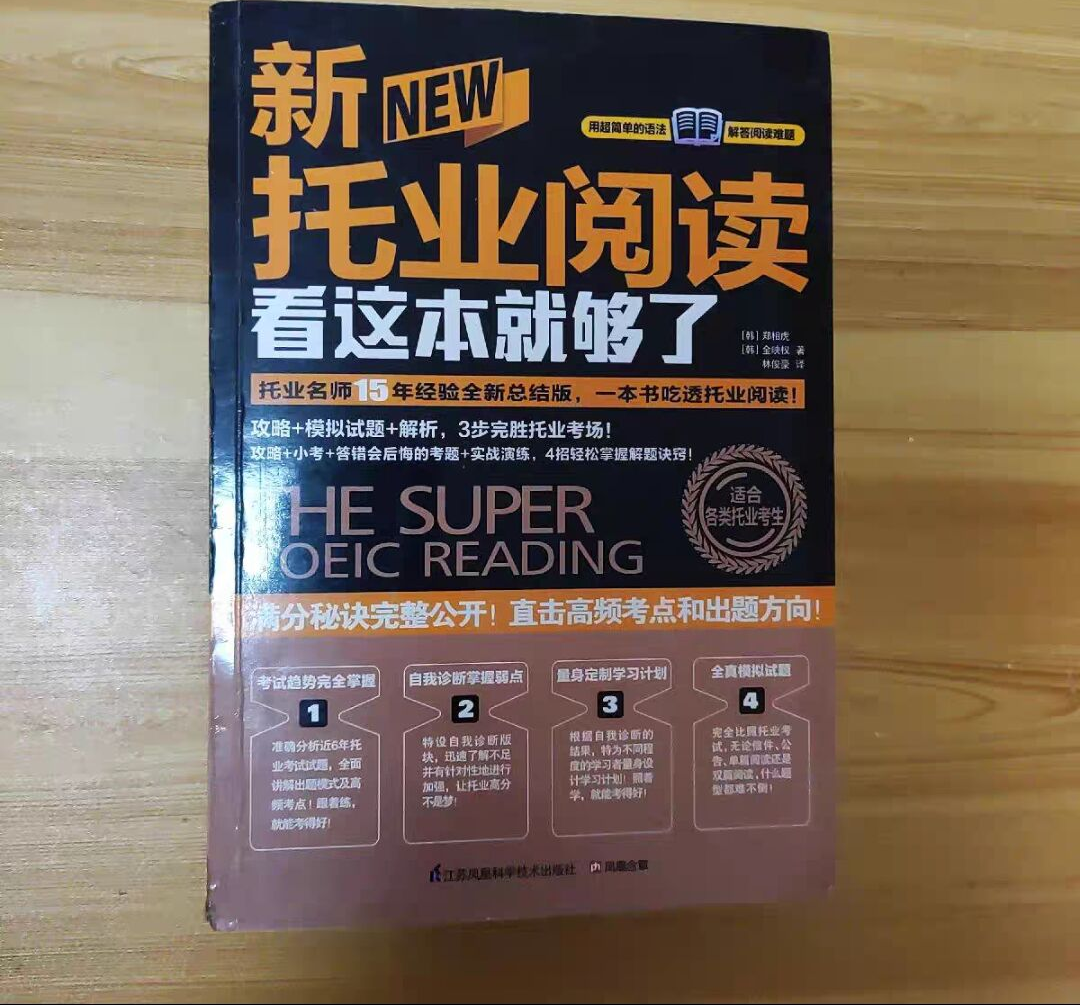 新 NEW
用超简单的语法 解答阅读难题
托业阅读
看这本就够了
[韩] 郑相虎
[韩] 金映权 著
林俊豪 译
托业名师15年经验全新总结版，一本书吃透托业阅读！
攻略+模拟试题+解析，3步完胜托业考场！
攻略+小考+答错会后悔的考题+实战演练，4招轻松掌握解题诀窍！
适合
各类托业考生
THE SUPER
TOEIC READING
满分秘诀完整公开！直击高频考点和出题方向！
考试趋势完全掌握
1
准确分析近6年托
业考试试题，全面
讲解出题模式及高
频考点！跟着练，
就能考得好！
自我诊断掌握弱点
2
特设自我诊断版
块，迅速了解不足
并有针对性地进行
加强，让托业高分
不是梦！
量身定制学习计划
3
根据自我诊断的
结果，特为不同程
度的学习者量身设
计学习计划！照着
学，就能考得好！
全真模拟试题
4
完全比照托业考
试，无论信件、公
告、单篇阅读还是
双篇阅读，什么题
型都难不倒！
江苏凤凰科学技术出版社 凤凰含章